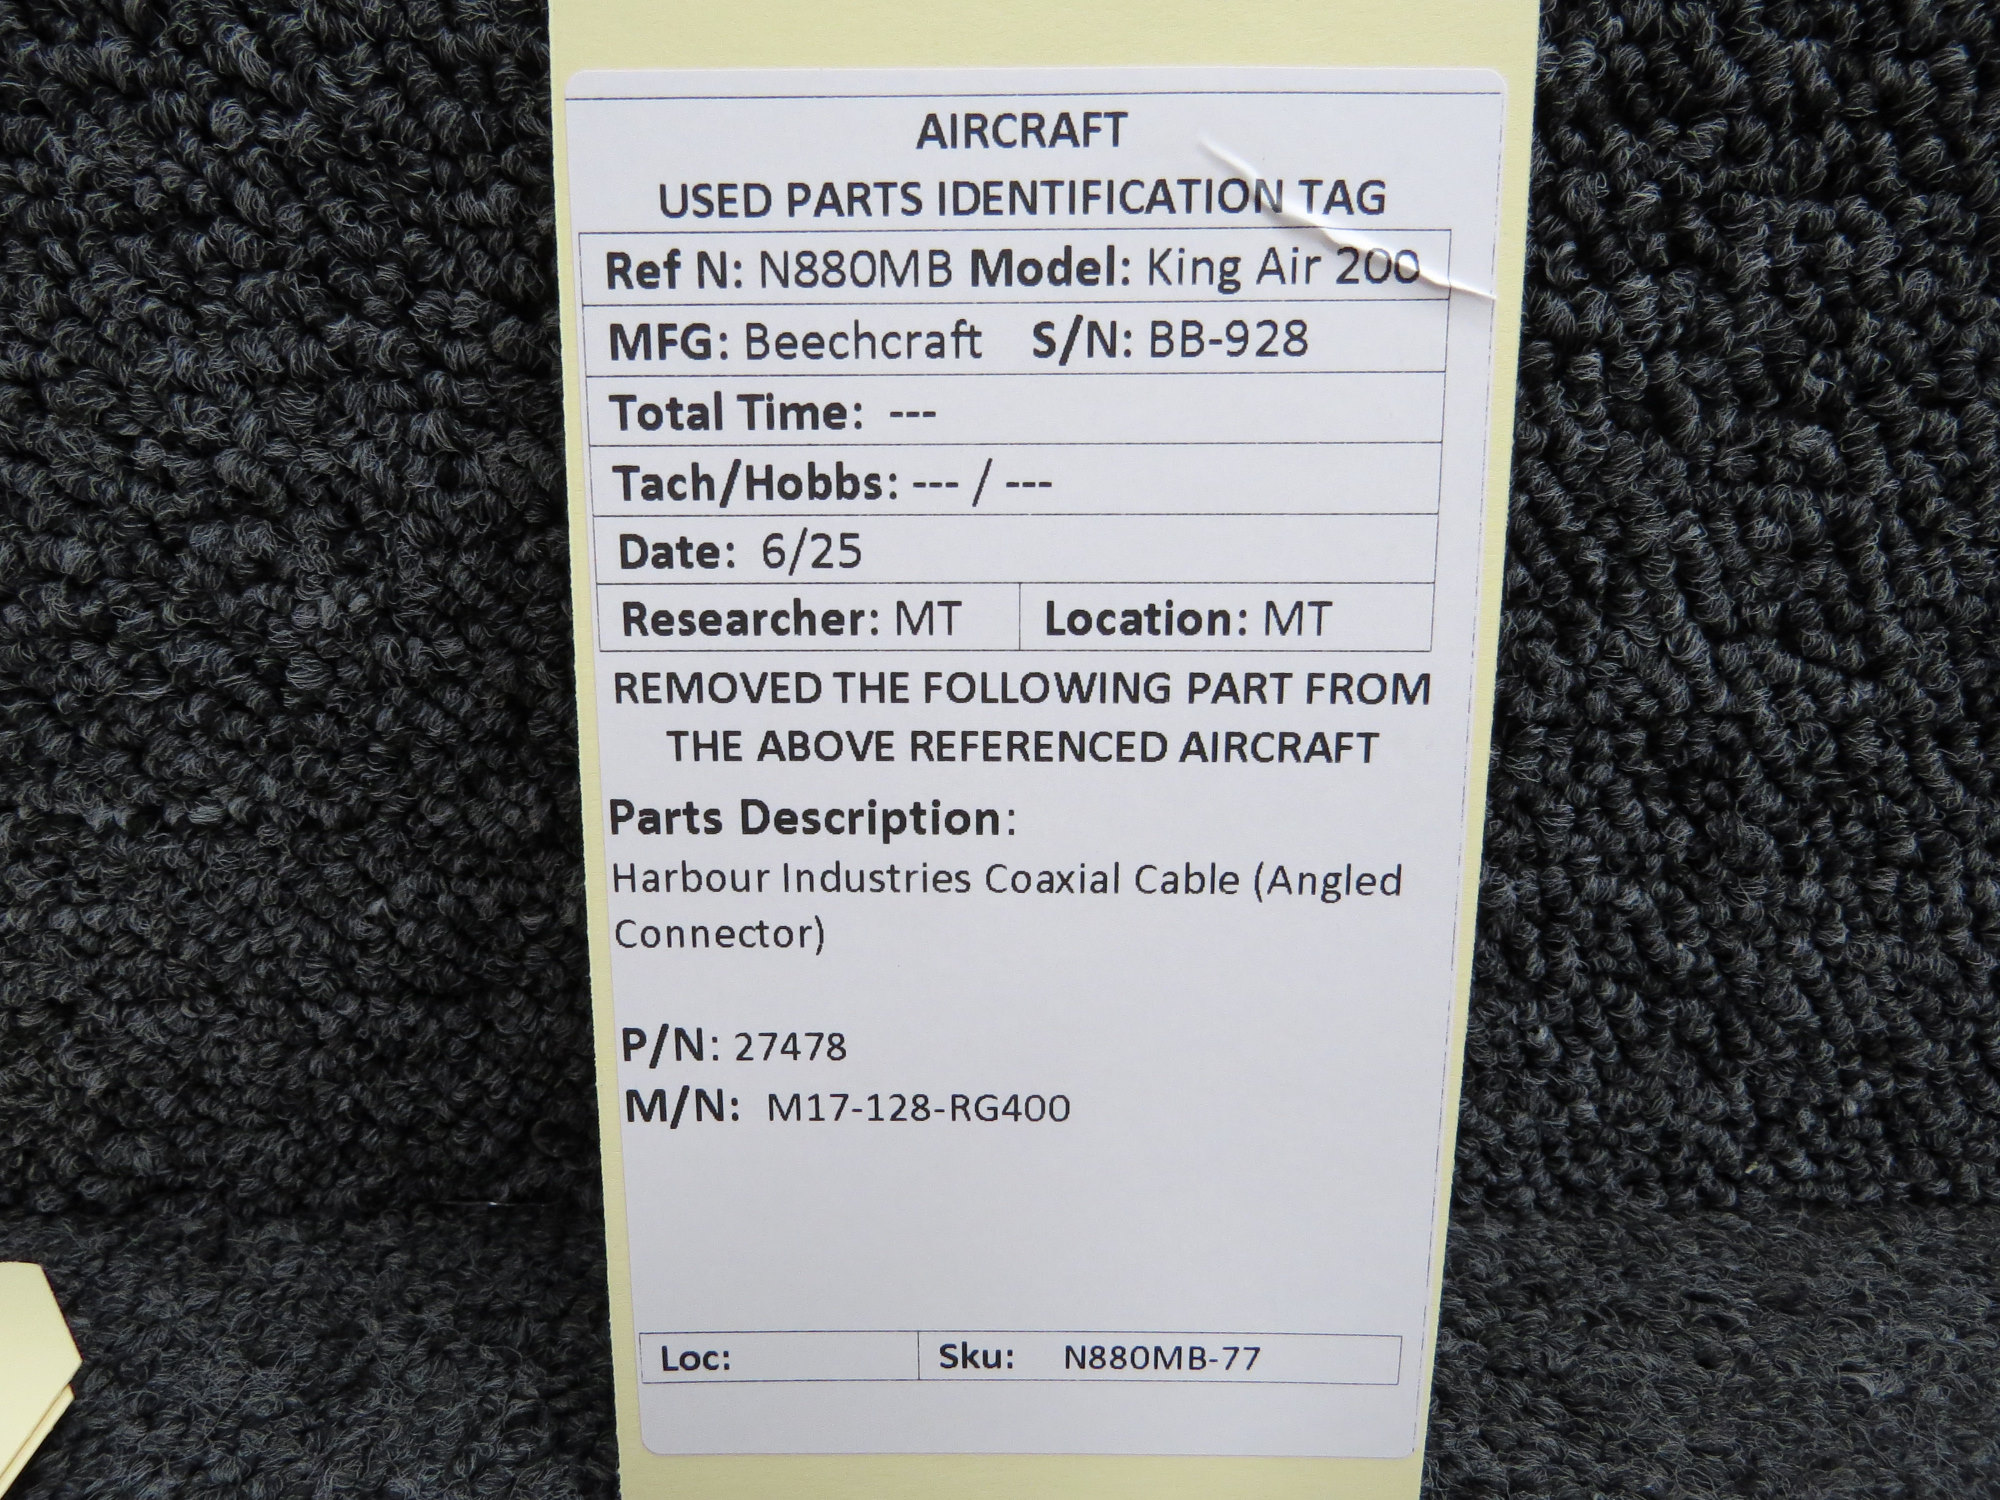 AIRCRAFT
USED PARTS IDENTIFICATION TAG
Ref N: N880MB Model: King Air 200
MFG: Beechcraft S/N: BB-928
Total Time: ---
Tach/Hobbs: --- / ---
Date: 6/25
Researcher: MT Location: MT
REMOVED THE FOLLOWING PART FROM
THE ABOVE REFERENCED AIRCRAFT
Parts Description:
Harbour Industries Coaxial Cable (Angled
Connector)
P/N: 27478
M/N: M17-128-RG400
Loc: Sku: N880MB-77